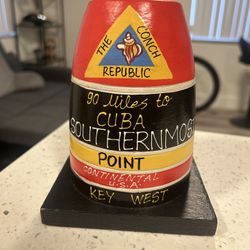 THE CONCH
REPUBLIC
90 Miles to
CUBA
SOUTHERNMOST
POINT
CONTINENTAL
U.S.A.
KEY WEST